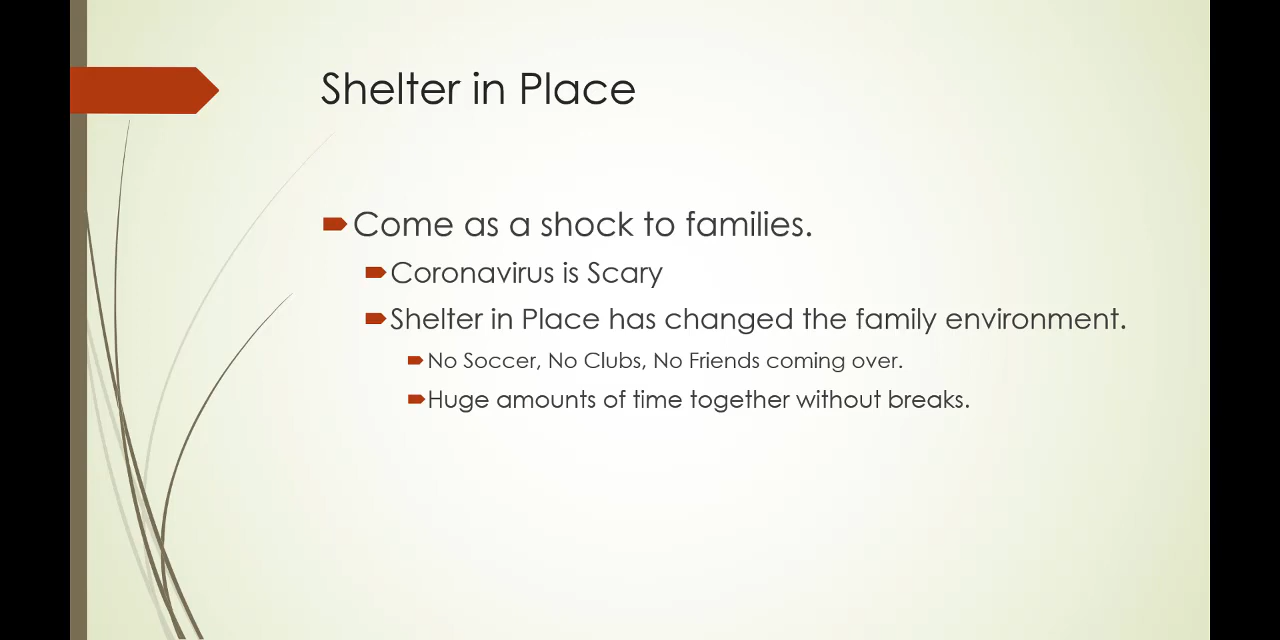 Shelter in Place
Come as a shock to families.
Coronavirus is Scary
Shelter in Place has changed the family environment.
No Soccer, No Clubs, No Friends coming over.
Huge amounts of time together without breaks.